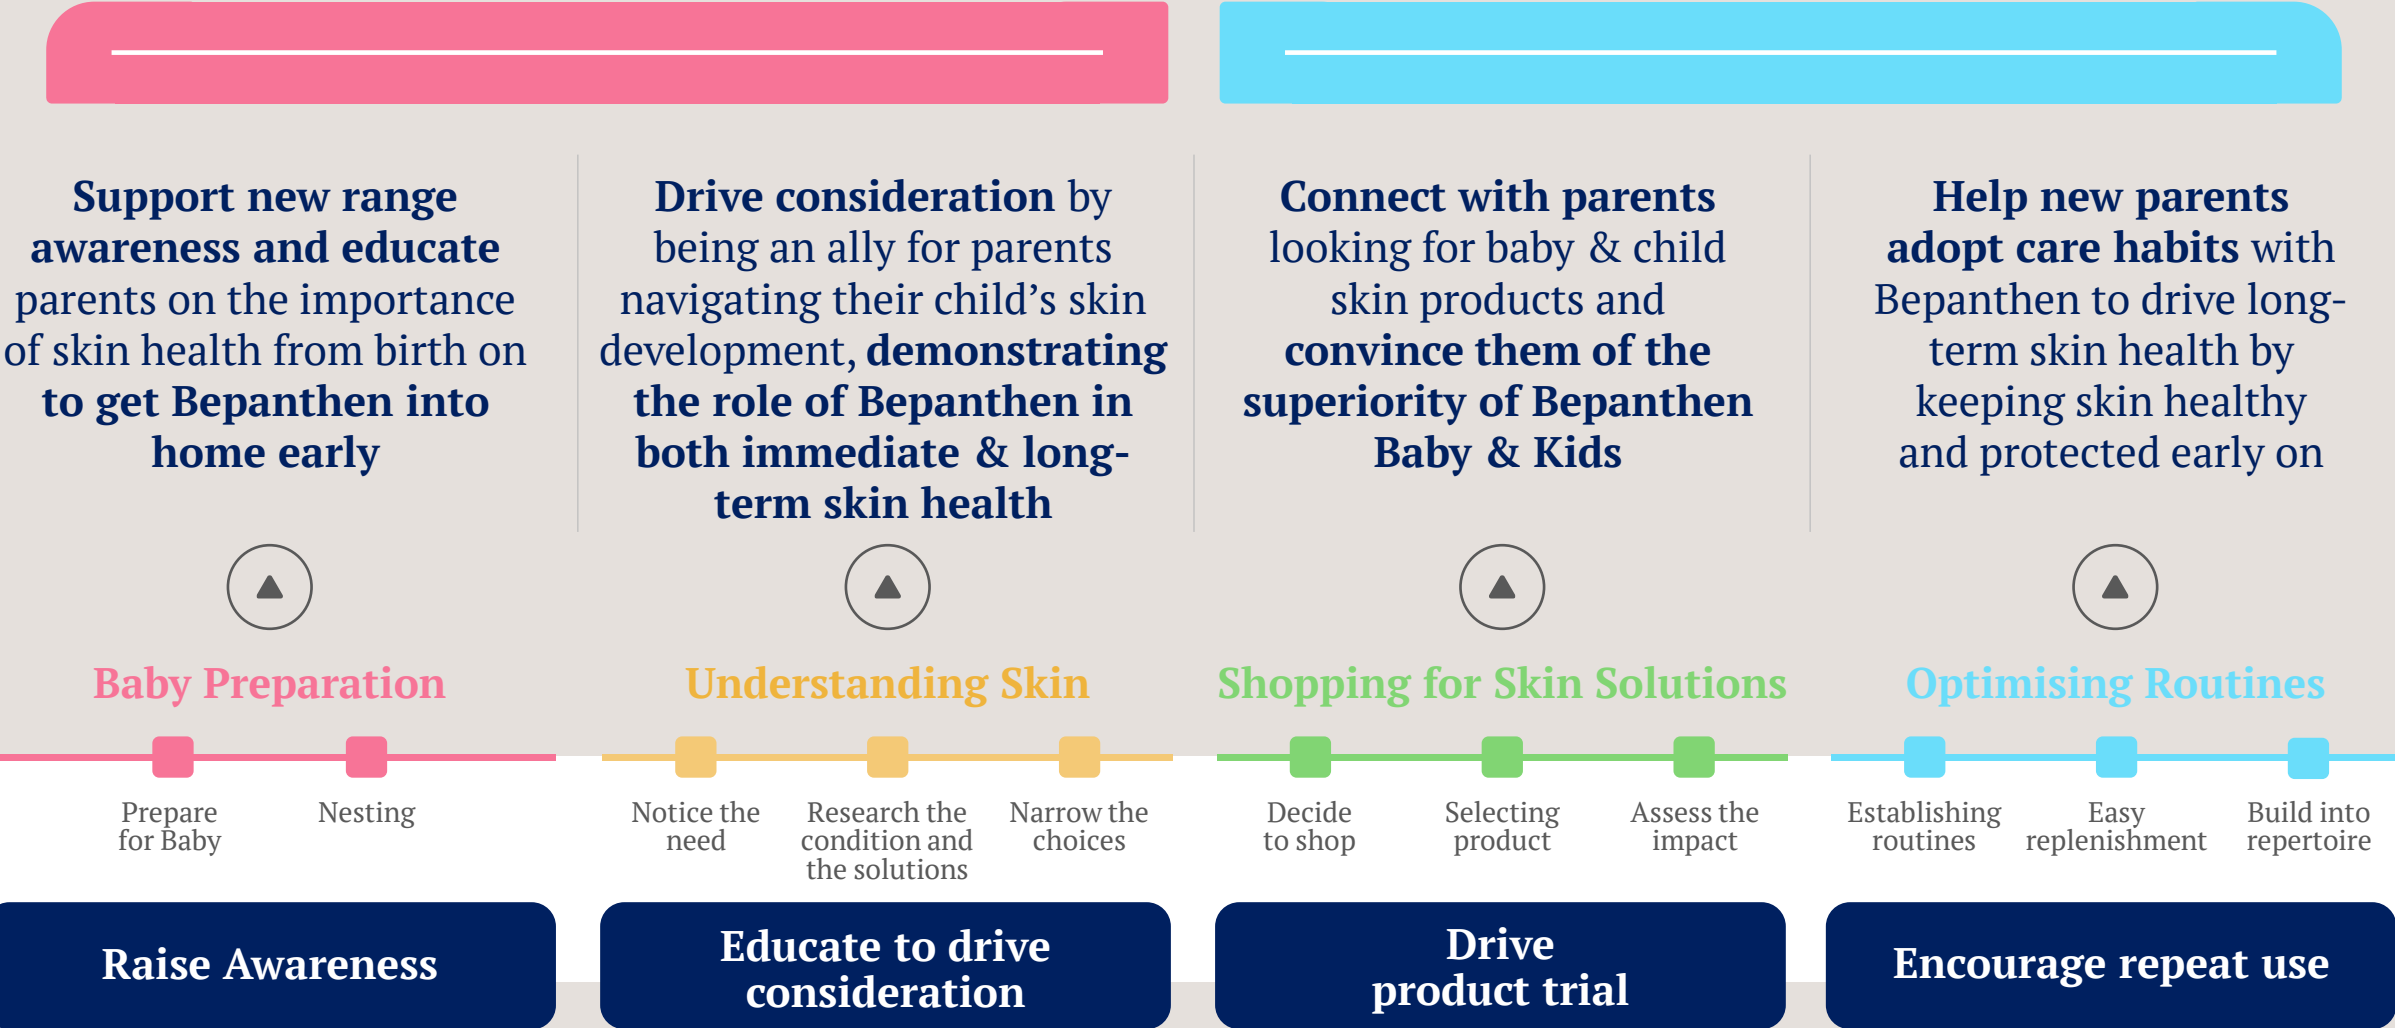 Support new range
awareness and educate
parents on the importance
of skin health from birth on
to get Bepanthen into
home early
Drive consideration by
being an ally for parents
navigating their child’s skin
development, demonstrating
the role of Bepanthen in
both immediate & long-
term skin health
Connect with parents
looking for baby & child
skin products and
convince them of the
superiority of Bepanthen
Baby & Kids
Help new parents
adopt care habits with
Bepanthen to drive long-
term skin health by
keeping skin healthy
and protected early on
Baby Preparation
Understanding Skin
Shopping for Skin Solutions
Optimising Routines
Prepare
for Baby
Nesting
Notice the
need
Research the
condition and
the solutions
Narrow the
choices
Decide
to shop
Selecting
product
Assess the
impact
Establishing
routines
Easy
replenishment
Build into
repertoire
Raise Awareness
Educate to drive
consideration
Drive
product trial
Encourage repeat use